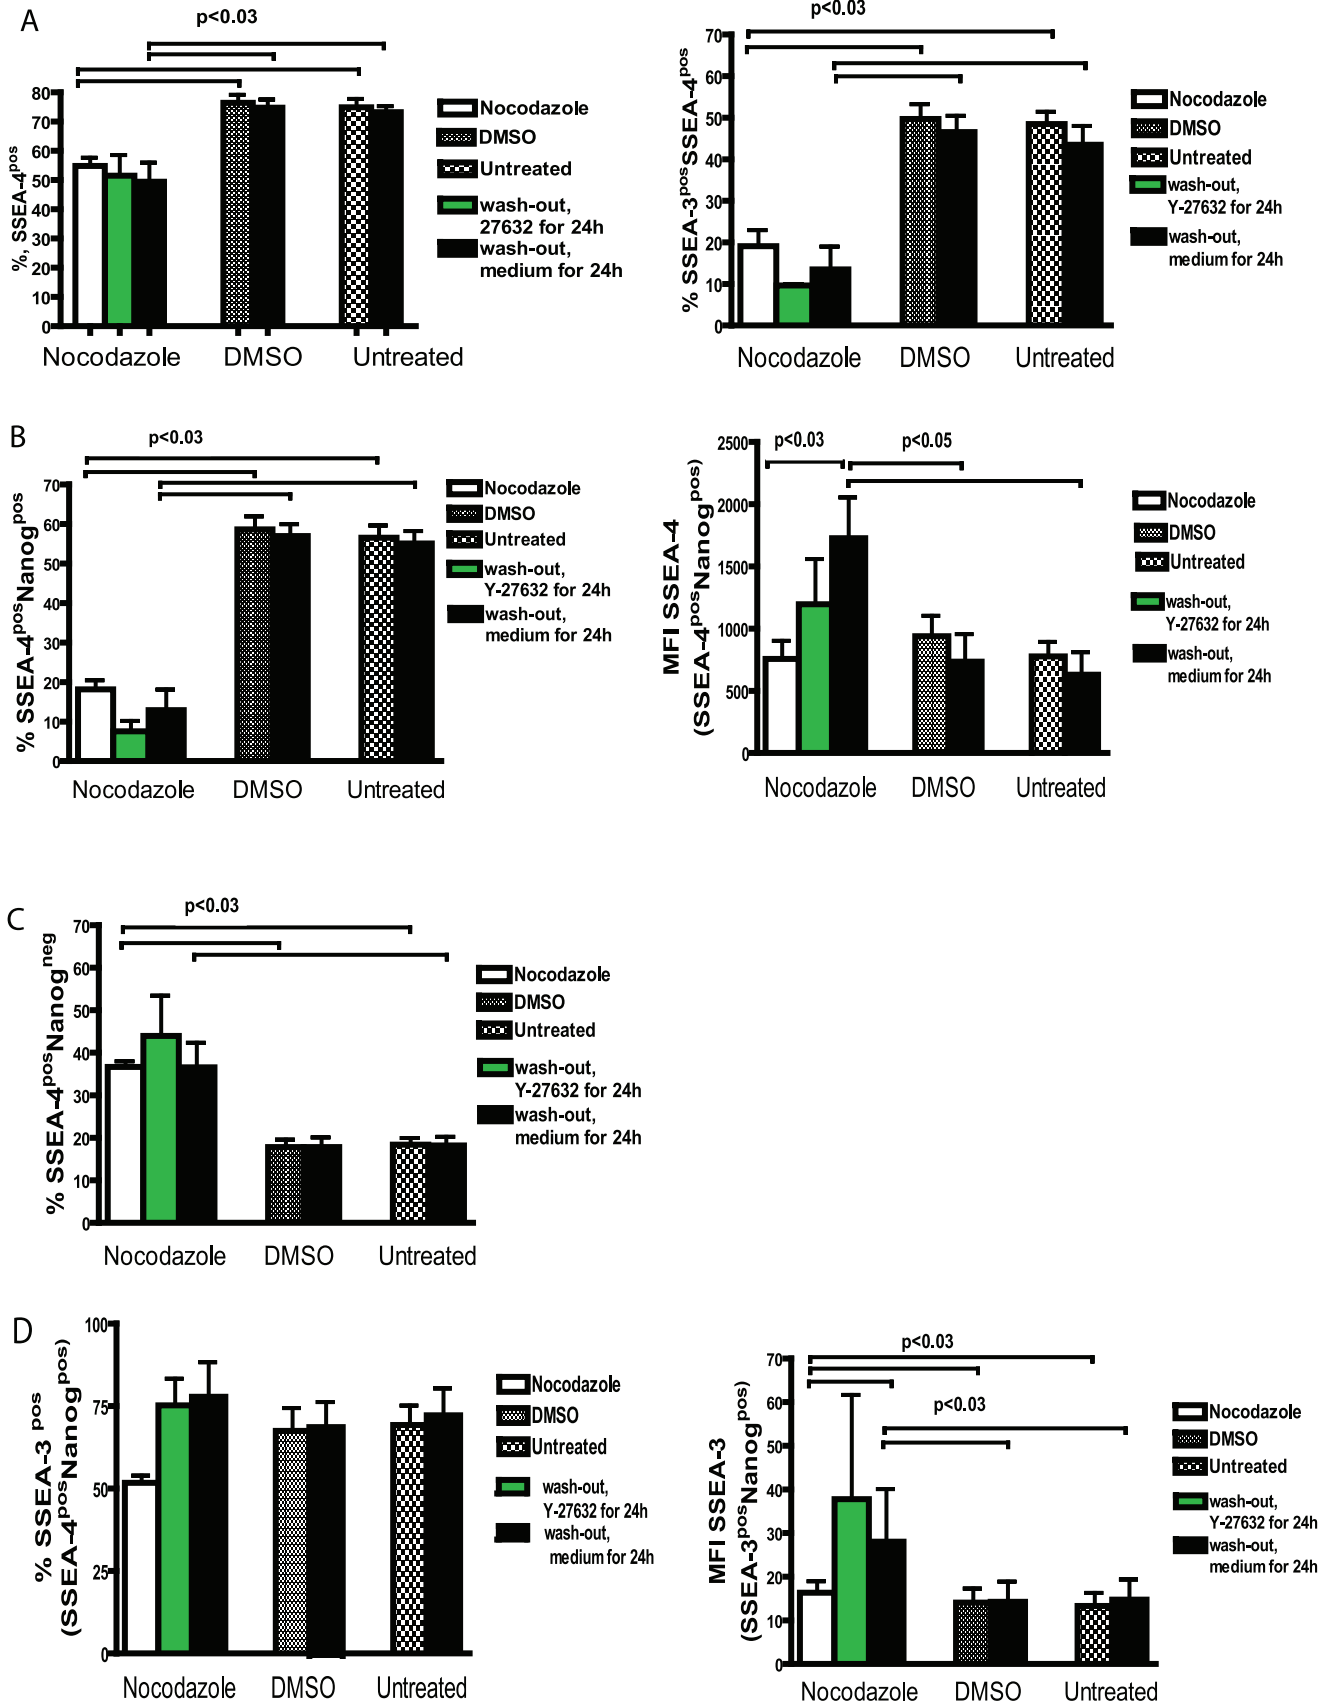 A
p<0.03
%, SSEA-4pos
80
70
60
50
40
30
20
10
0
Nocodazole DMSO Untreated
Nocodazole
DMSO
Untreated
wash-out,
27632 for 24h
wash-out,
medium for 24h
p<0.03
% SSEA-3posSSEA-4pos
70
60
50
40
30
20
10
0
Nocodazole DMSO Untreated
Nocodazole
DMSO
Untreated
wash-out,
Y-27632 for 24h
wash-out,
medium for 24h
B
p<0.03
% SSEA-4posNanogpos
70
60
50
40
30
20
10
0
Nocodazole DMSO Untreated
Nocodazole
DMSO
Untreated
wash-out,
Y-27632 for 24h
wash-out,
medium for 24h
p<0.03 p<0.05
MFI SSEA-4
(SSEA-4posNanogpos)
2500
2000
1500
1000
500
0
Nocodazole DMSO Untreated
Nocodazole
DMSO
Untreated
wash-out,
Y-27632 for 24h
wash-out,
medium for 24h
C
p<0.03
% SSEA-4posNanogneg
70
60
50
40
30
20
10
0
Nocodazole DMSO Untreated
Nocodazole
DMSO
Untreated
wash-out,
Y-27632 for 24h
wash-out,
medium for 24h
D
% SSEA-3 pos
(SSEA-4posNanogpos)
100
75
50
25
0
Nocodazole DMSO Untreated
Nocodazole
DMSO
Untreated
wash-out,
Y-27632 for 24h
wash-out,
medium for 24h
p<0.03
p<0.03
MFI SSEA-3
(SSEA-3posNanogpos)
70
60
50
40
30
20
10
0
Nocodazole DMSO Untreated
Nocodazole
DMSO
Untreated
wash-out,
Y-27632 for 24h
wash-out,
medium for 24h